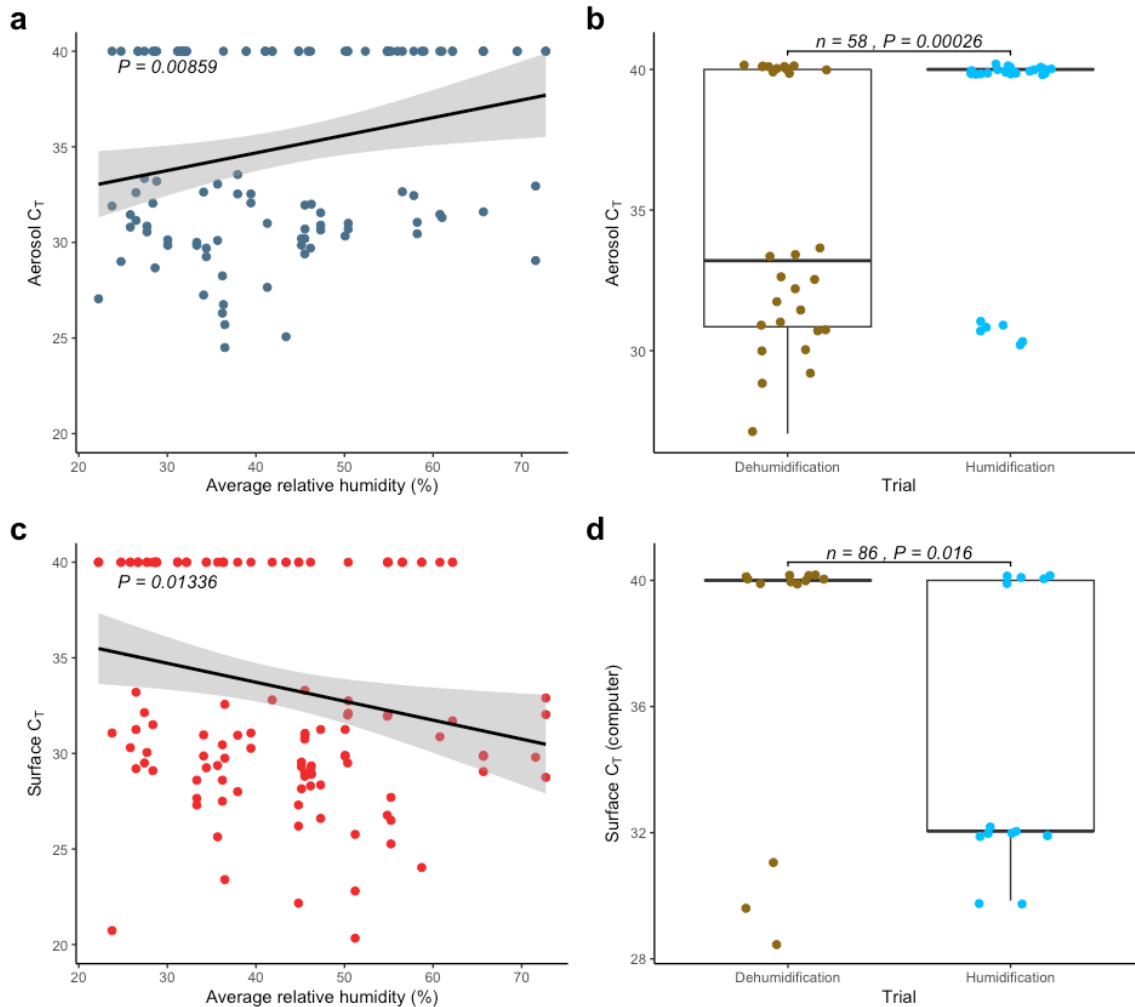 a
40
35
30
25
20
P = 0.00859
Aerosol CT
20 30 40 50 60 70
Average relative humidity (%)
b
n = 58 , P = 0.00026
40
35
30
Aerosol CT
Dehumidification Humidification
Trial
c
40
35
30
25
20
P = 0.01336
Surface CT
20 30 40 50 60 70
Average relative humidity (%)
d
n = 86 , P = 0.016
40
36
32
28
Surface CT (computer)
Dehumidification Humidification
Trial